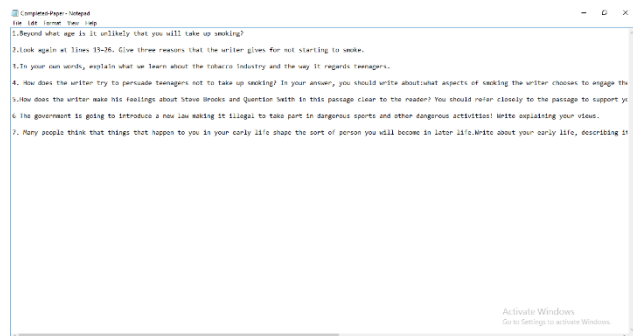 Completed-Paper - Notepad
File Edit Format View Help
1.Beyond what age is it unlikely that you will take up smoking?
2.Look again at lines 13-26. Give three reasons that the writer gives for not starting to smoke.
3.In your own words, explain what we learn about the tobacco industry and the way it regards teenagers.
4. How does the writer try to persuade teenagers not to take up smoking? In your answer, you should write about:what aspects of smoking the writer chooses to engage the
5.How does the writer make his feelings about Steve Brooks and Quention Smith in this passage clear to the reader? You should refer closely to the passage to support yo
6 The government is going to introduce a new law making it illegal to take part in dangerous sports and other dangerous activities! Write explaining your views.
7. Many people think that things that happen to you in your early life shape the sort of person you will become in later life.Write about your early life, describing it
Activate Windows
Go to Settings to activate Windows.